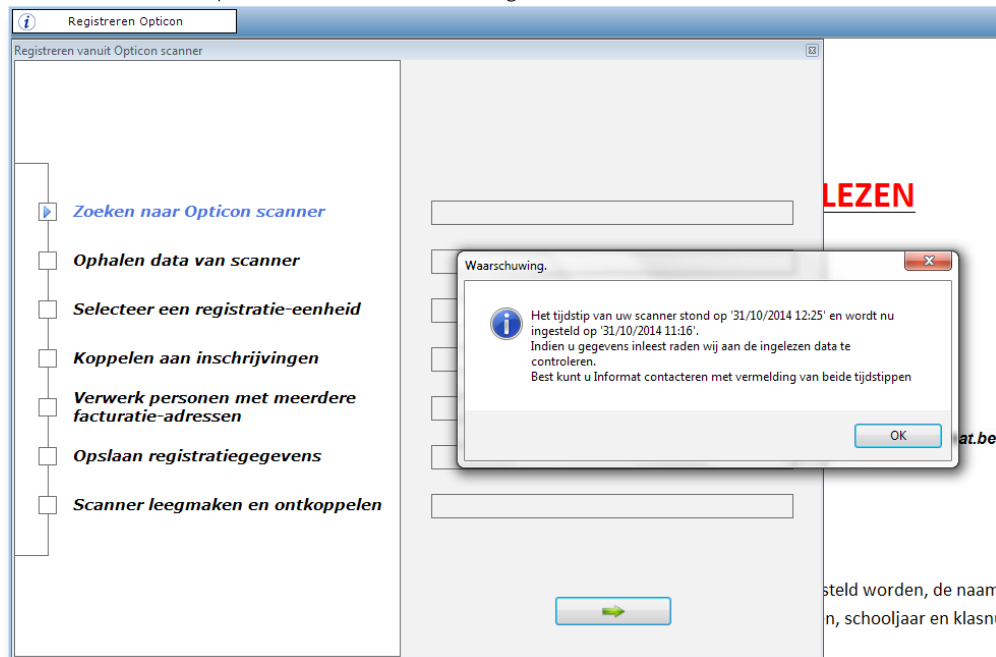 Registreren Opticon
Registreren vanuit Opticon scanner
LEZEN
Zoeken naar Opticon scanner
Ophalen data van scanner
Waarschuwing.
Selecteer een registratie-eenheid
Het tijdstip van uw scanner stond op '31/10/2014 12:25' en wordt nu
ingesteld op '31/10/2014 11:16'.
Indien u gegevens inleest raden wij aan de ingelezen data te
controleren.
Best kunt u Informat contacteren met vermelding van beide tijdstippen
Koppelen aan inschrijvingen
Verwerk personen met meerdere
facturatie-adressen
OK
at.be
Opslaan registratiegegevens
Scanner leegmaken en ontkoppelen
steld worden, de naam
n, schooljaar en klasn